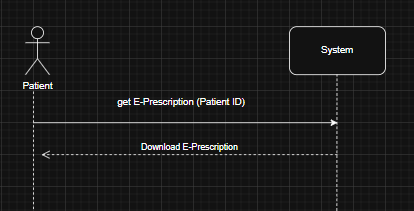 System
Patient
get E-Prescription (Patient ID)
Download E-Prescription